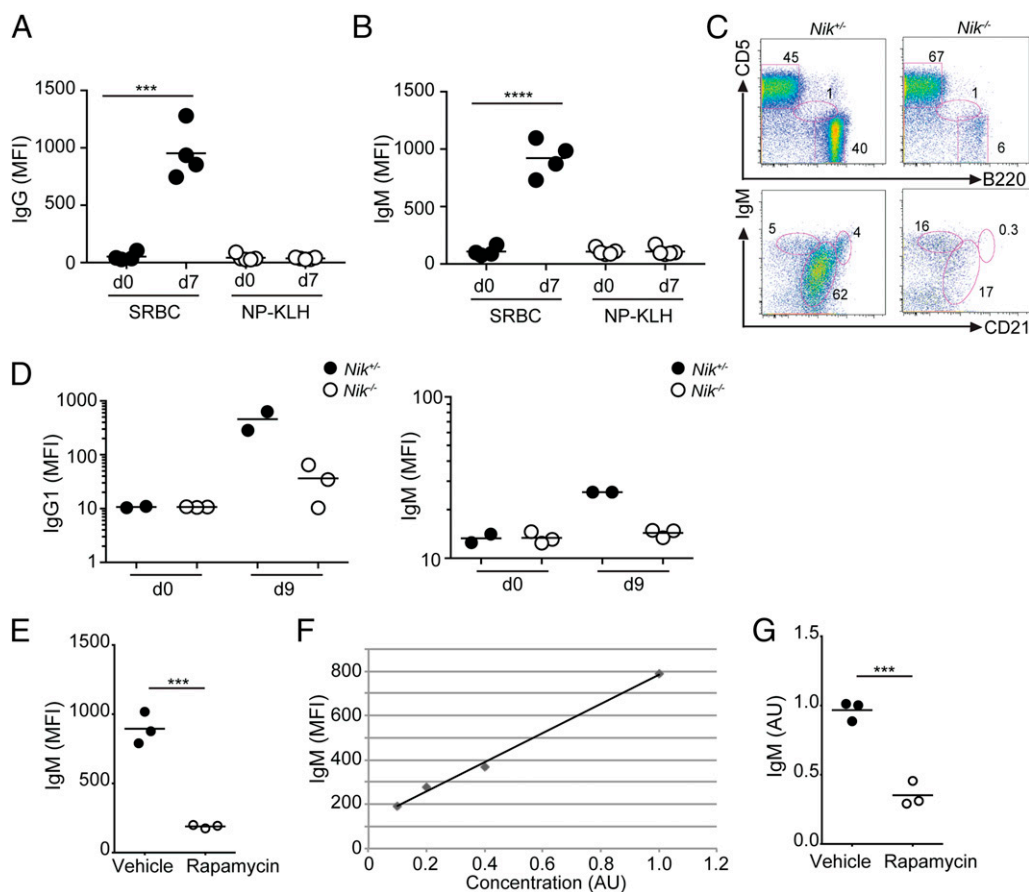 A
IgG (MFI)
1500
1000
500
0
***
d0 d7 d0 d7
SRBC NP-KLH
B
IgM (MFI)
1500
1000
500
0
****
d0 d7 d0 d7
SRBC NP-KLH
C
Nik+/- Nik-/-
CD5
45
1
40
67
1
6
B220
IgM
5
4
62
16
0.3
17
CD21
D
Nik+/-
Nik-/-
IgG1 (MFI)
1000
100
10
1
d0 d9
Nik+/-
Nik-/-
IgM (MFI)
100
10
d0 d9
E
IgM (MFI)
1500
1000
500
0
***
Vehicle Rapamycin
F
IgM (MFI)
800
600
400
200
0
0 0.2 0.4 0.6 0.8 1.0 1.2
Concentration (AU)
G
IgM (AU)
1.5
1.0
0.5
0.0
***
Vehicle Rapamycin